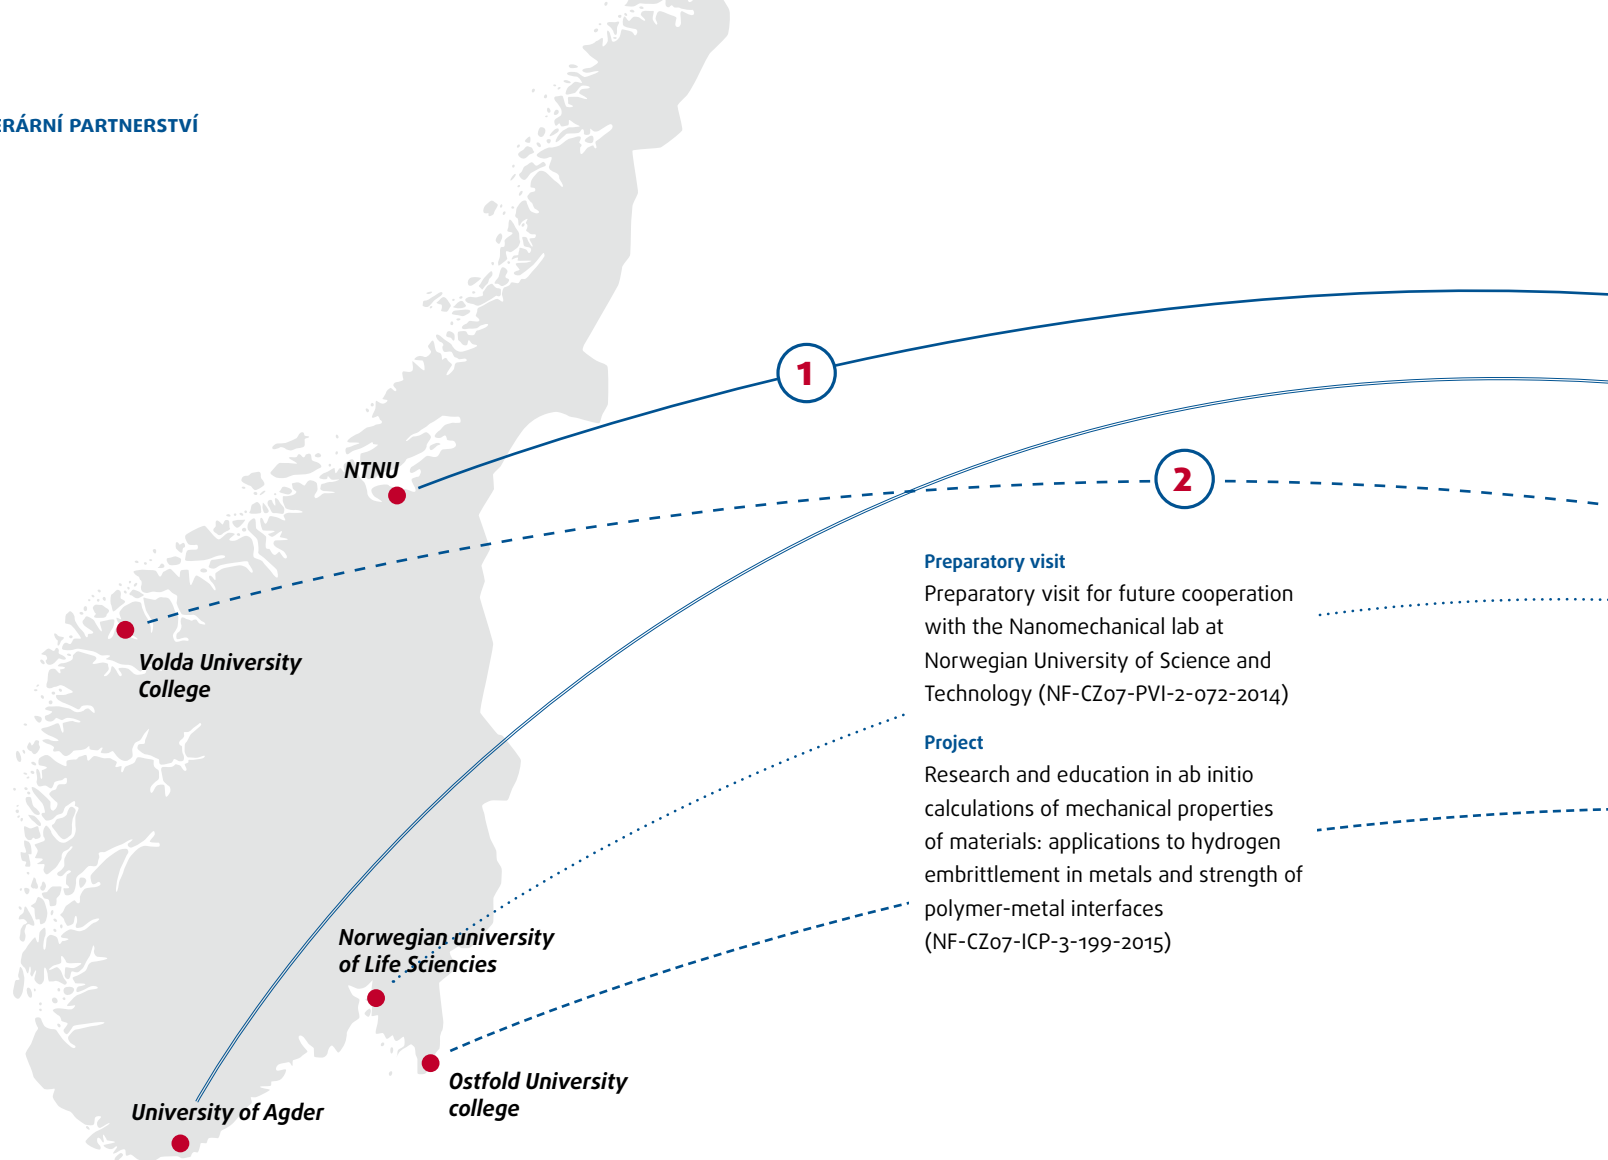 ERÁRNÍ PARTNERSTVÍ
1
NTNU
2
Preparatory visit
Preparatory visit for future cooperation
with the Nanomechanical lab at
Norwegian University of Science and
Technology (NF-CZ07-PVI-2-072-2014)
Volda University
College
Project
Research and education in ab initio
calculations of mechanical properties
of materials: applications to hydrogen
embrittlement in metals and strength of
polymer-metal interfaces
(NF-CZ07-ICP-3-199-2015)
Norwegian university
of Life Sciencies
Ostfold University
college
University of Agder